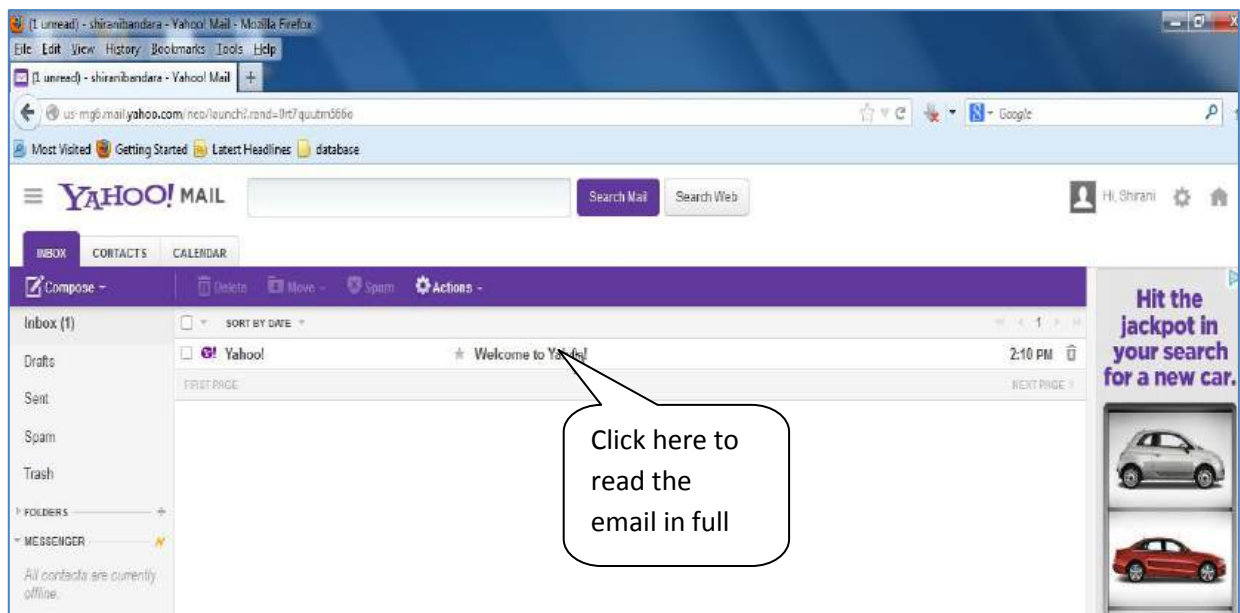 (1 unread) - shiranibandara - Yahoo! Mail - Mozilla Firefox
File Edit View History Bookmarks Tools Help
(1 unread) - shiranibandara - Yahoo! Mail +
Google
Most Visited Getting Started Latest Headlines database
YAHOO! MAIL Search Mail Search Web Hi, Shirani
INBOX CONTACTS CALENDAR
Compose Delete Move Spam Actions
Inbox (1) SORT BY DATE 1
Yahoo! Welcome to Yahoo! 2:10 PM
Drafts
FIRST PAGE NEXT PAGE
Sent
Spam
Trash
FOLDERS +
MESSENGER
All contacts are currently
offline.
Click here to
read the
email in full
Hit the
jackpot in
your search
for a new car.